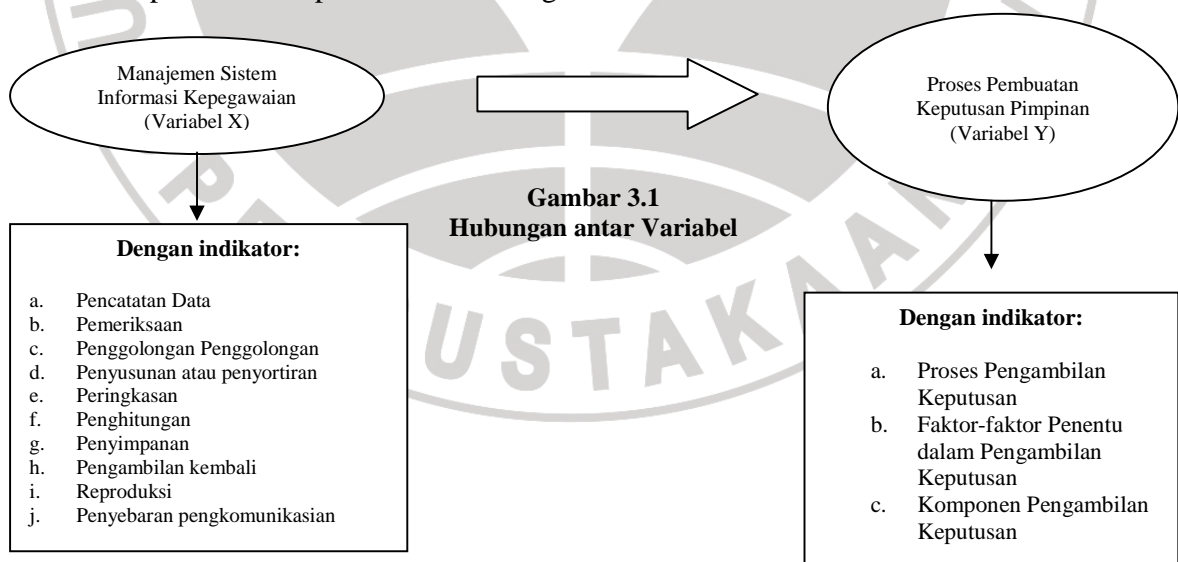 Manajemen Sistem
Informasi Kepegawaian
(Variabel X)
Proses Pembuatan
Keputusan Pimpinan
(Variabel Y)
Gambar 3.1
Hubungan antar Variabel
Dengan indikator:
a. Pencatatan Data
b. Pemeriksaan
c. Penggolongan Penggolongan
d. Penyusunan atau penyortiran
e. Peringkasan
f. Penghitungan
g. Penyimpanan
h. Pengambilan kembali
i. Reproduksi
j. Penyebaran pengkomunikasian
Dengan indikator:
a. Proses Pengambilan
Keputusan
b. Faktor-faktor Penentu
dalam Pengambilan
Keputusan
c. Komponen Pengambilan
Keputusan